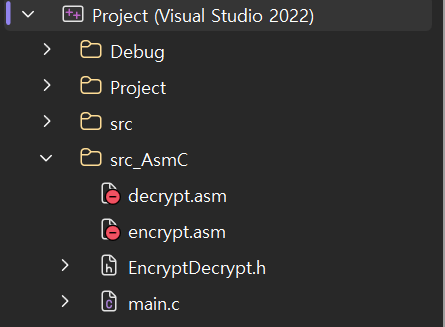 Project (Visual Studio 2022)
Debug
Project
src
src_AsmC
decrypt.asm
encrypt.asm
EncryptDecrypt.h
main.c